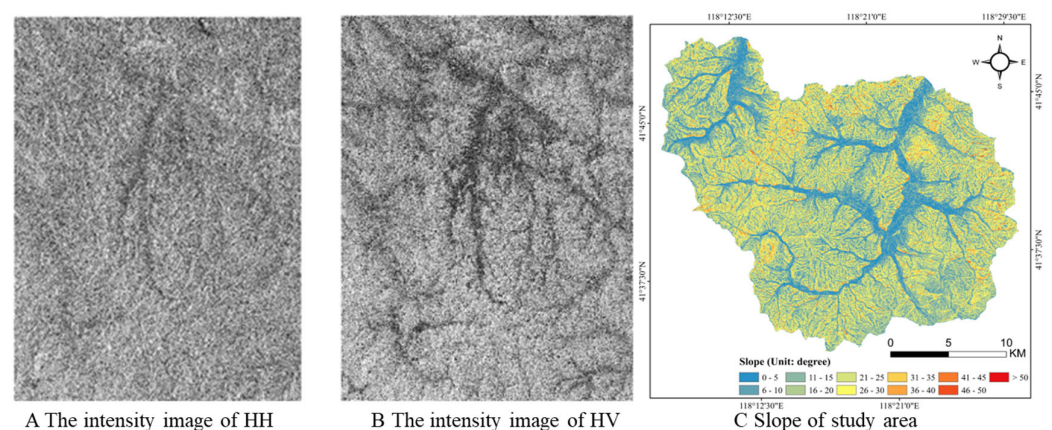 118°12'30"E 118°21'0"E 118°29'30"E
N
W E
S
41°45'0"N
41°45'0"N
41°37'30"N
41°37'30"N
0 5 10
KM
Slope (Unit: degree)
0 - 5 11 - 15 21 - 25 31 - 35 41 - 45 > 50
6 - 10 16 - 20 26 - 30 36 - 40 46 - 50
118°12'30"E 118°21'0"E
A The intensity image of HH B The intensity image of HV C Slope of study area